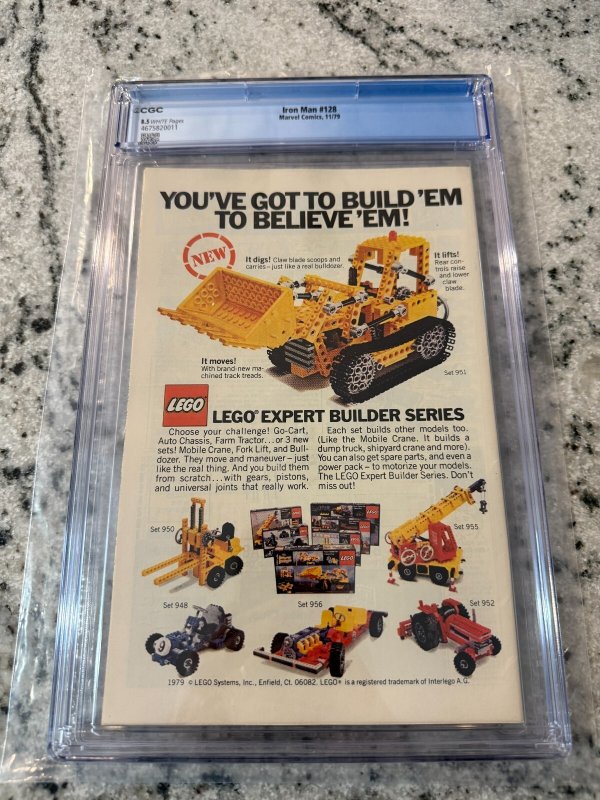 CGC
Iron Man #128
8.5 WHITE Pages
Marvel Comics, 11/79
4675820011
YOU'VE GOT TO BUILD 'EM
TO BELIEVE 'EM!
NEW
It digs! Claw blade scoops and
carries – just like a real bulldozer.
It lifts!
Rear con-
trols raise
and lower
claw
blade.
It moves!
With brand-new ma-
chined track treads.
Set 951
LEGO
LEGO® EXPERT BUILDER SERIES
Choose your challenge! Go-Cart,
Auto Chassis, Farm Tractor...or 3 new
sets! Mobile Crane, Fork Lift, and Bull-
dozer. They move and maneuver – just
like the real thing. And you build them
from scratch...with gears, pistons,
and universal joints that really work.
Each set builds other models too.
(Like the Mobile Crane. It builds a
dump truck, shipyard crane and more).
You can also get spare parts, and even a
power pack – to motorize your models.
The LEGO Expert Builder Series. Don't
miss out!
Set 950
Set 955
Set 948
Set 956
Set 952
9
1979 © LEGO Systems, Inc., Enfield, Ct. 06082. LEGO® is a registered trademark of Interlego A.G.